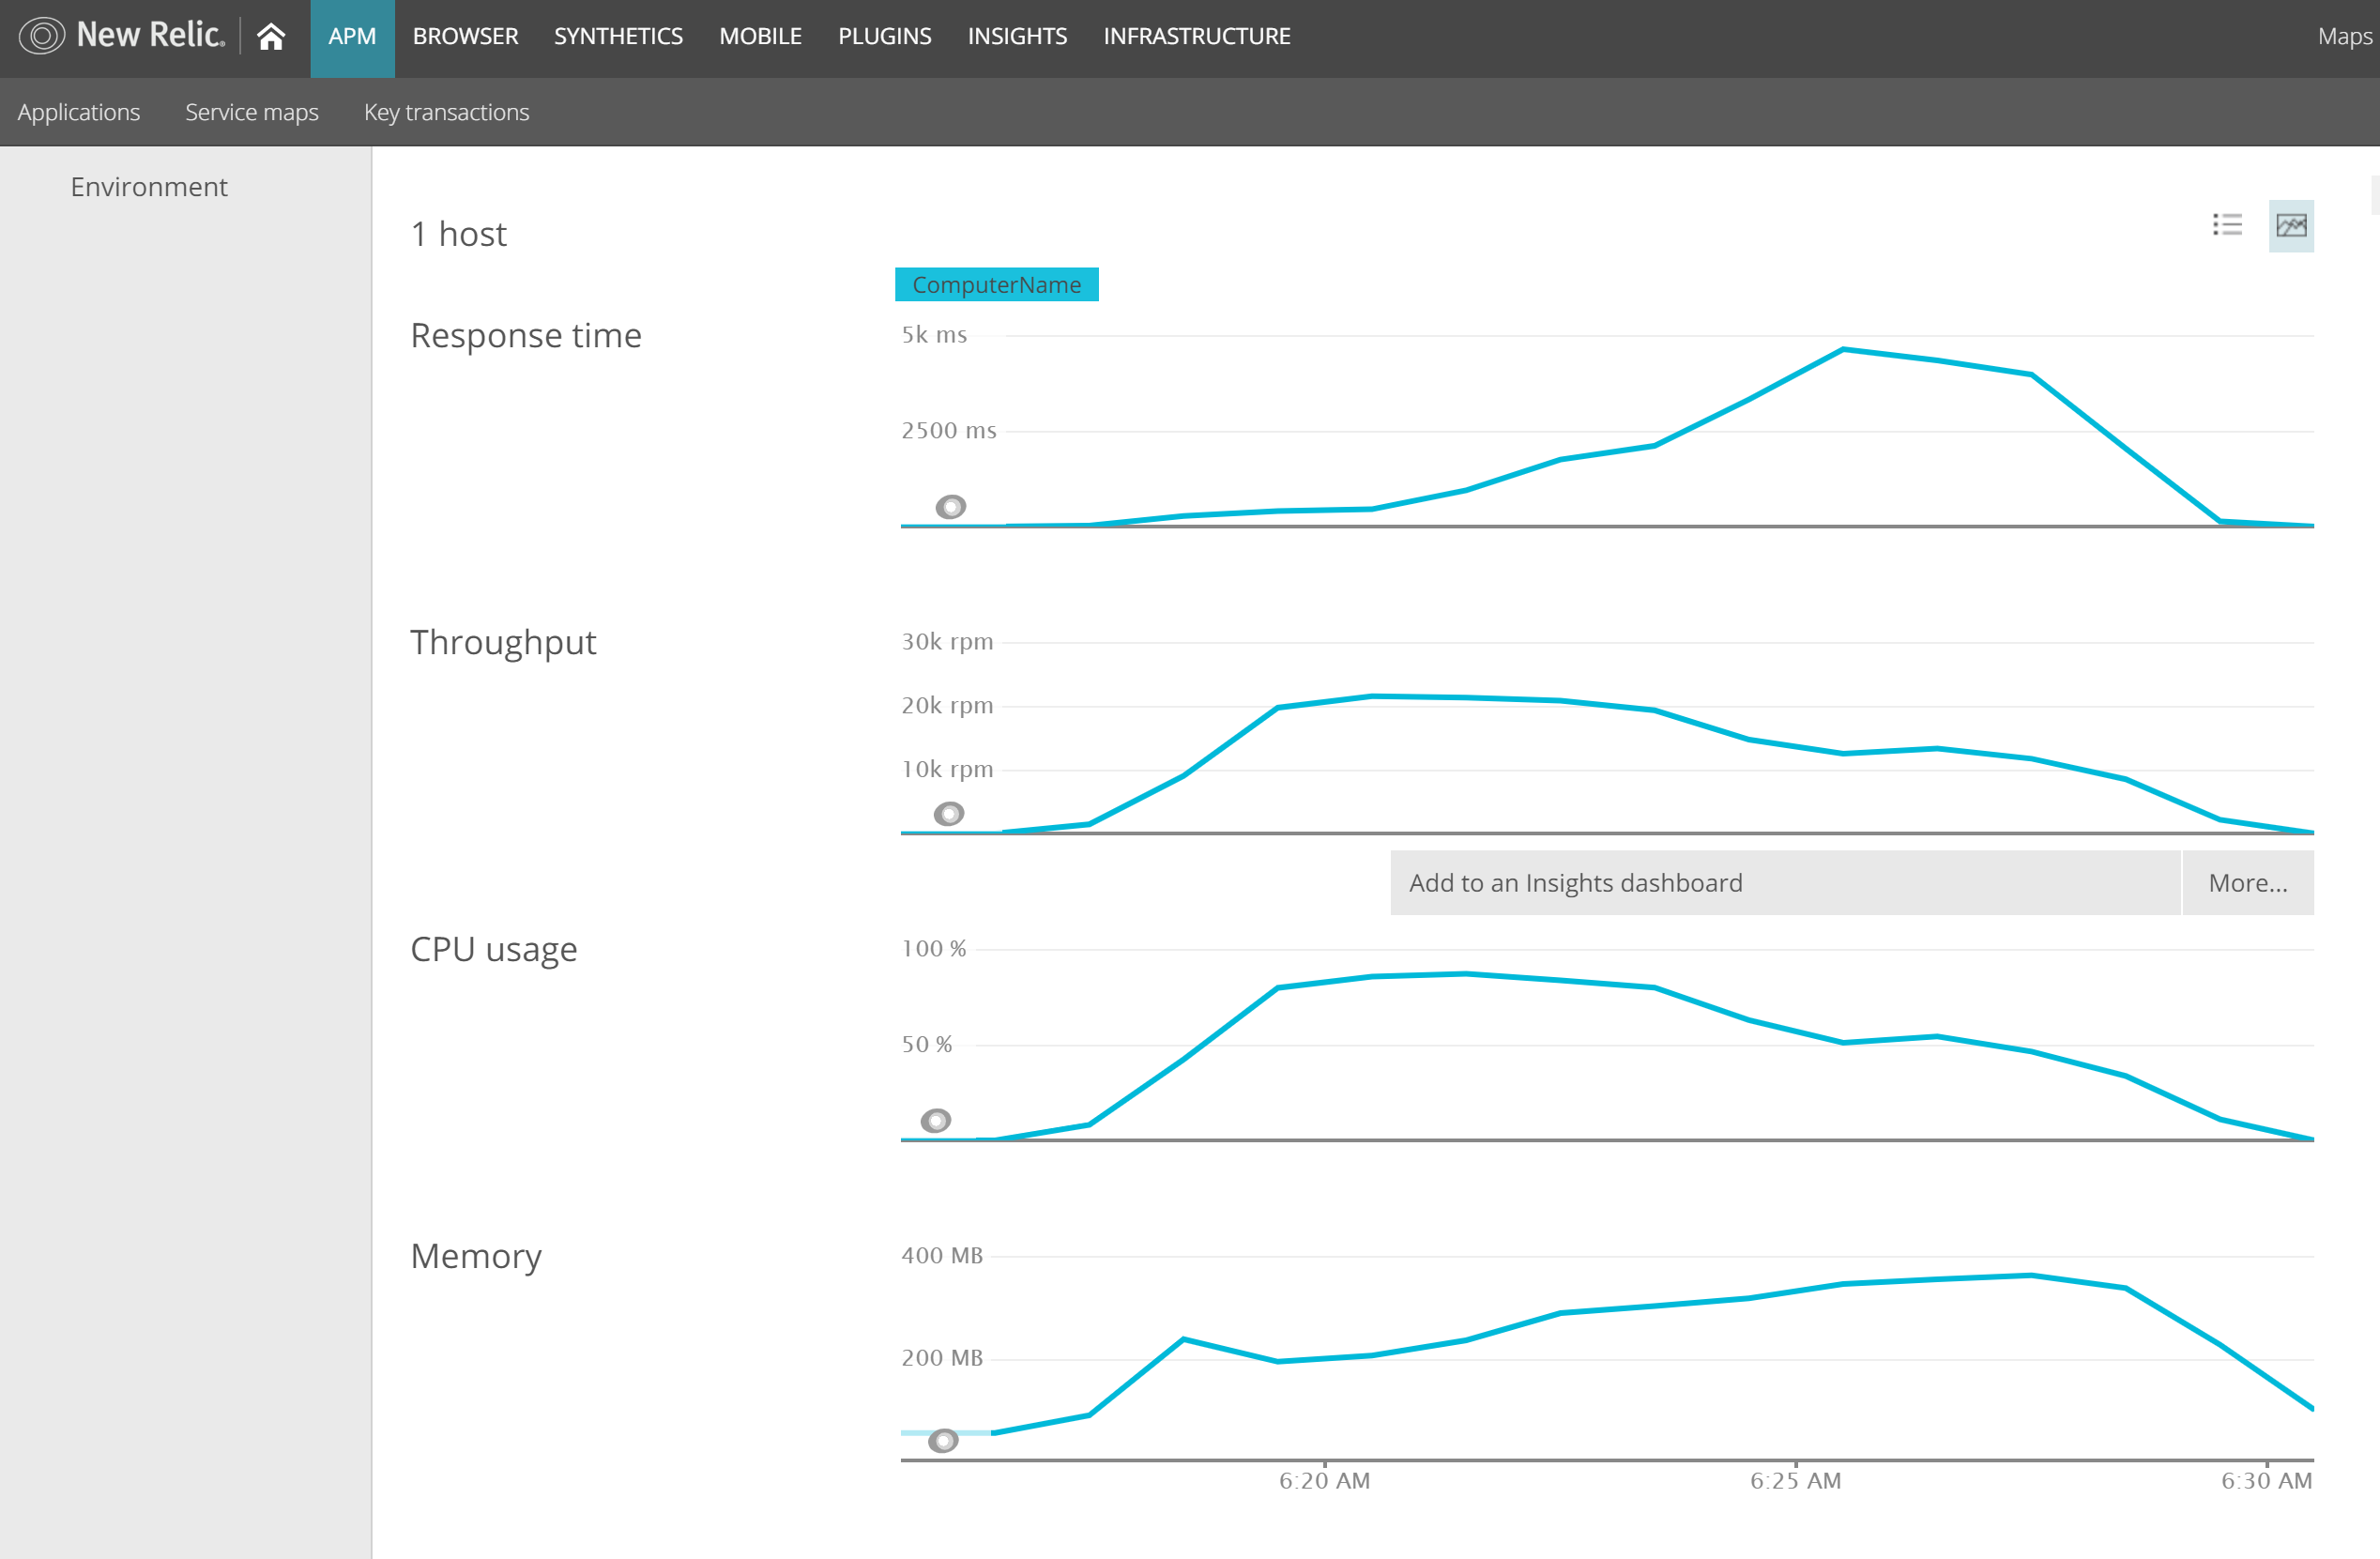 New Relic.
APM BROWSER SYNTHETICS MOBILE PLUGINS INSIGHTS INFRASTRUCTURE Maps
Applications Service maps Key transactions
Environment
1 host
ComputerName
Response time
5k ms
2500 ms
Throughput
30k rpm
20k rpm
10k rpm
Add to an Insights dashboard More...
CPU usage
100 %
50 %
Memory
400 MB
200 MB
6:20 AM 6:25 AM 6:30 AM